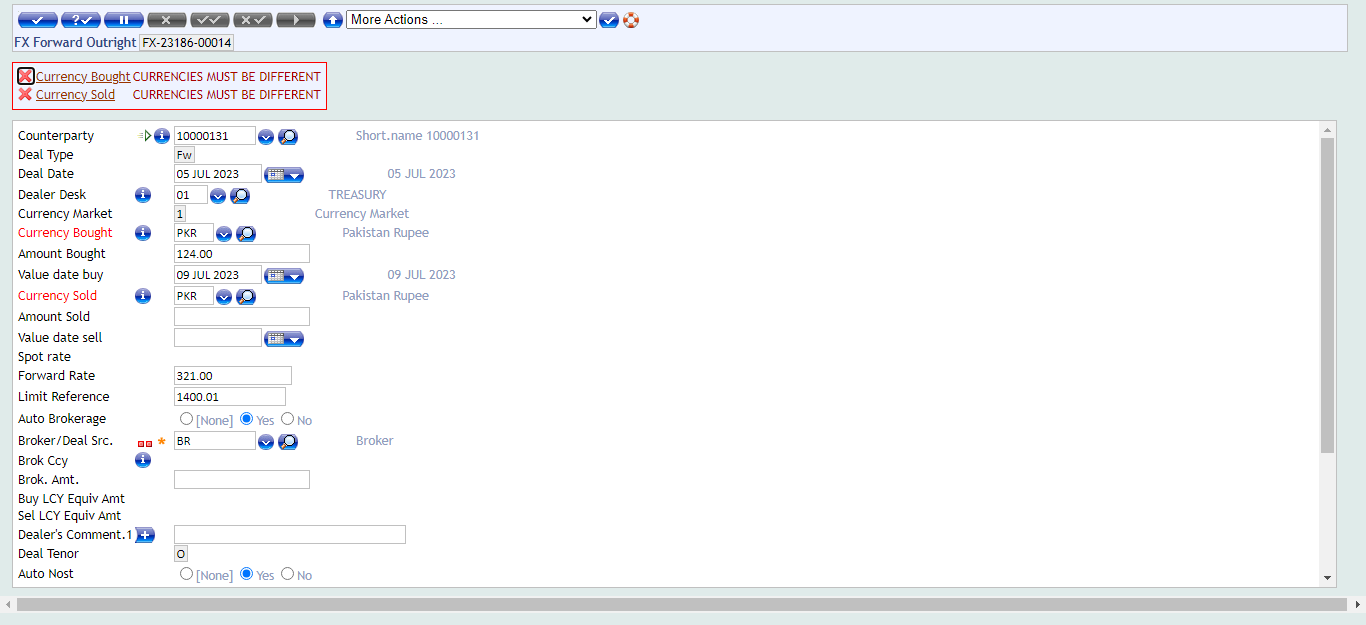 More Actions ...
FX Forward Outright FX-23186-00014
Currency Bought CURRENCIES MUST BE DIFFERENT
Currency Sold CURRENCIES MUST BE DIFFERENT
Counterparty 10000131 Short.name 10000131
Deal Type Fw
Deal Date 05 JUL 2023 05 JUL 2023
Dealer Desk 01 TREASURY
Currency Market 1 Currency Market
Currency Bought PKR Pakistan Rupee
Amount Bought 124.00
Value date buy 09 JUL 2023 09 JUL 2023
Currency Sold PKR Pakistan Rupee
Amount Sold
Value date sell
Spot rate
Forward Rate 321.00
Limit Reference 1400.01
Auto Brokerage [None] Yes No
Broker/Deal Src. BR Broker
Brok Ccy
Brok. Amt.
Buy LCY Equiv Amt
Sel LCY Equiv Amt
Dealer's Comment.1
Deal Tenor O
Auto Nost [None] Yes No